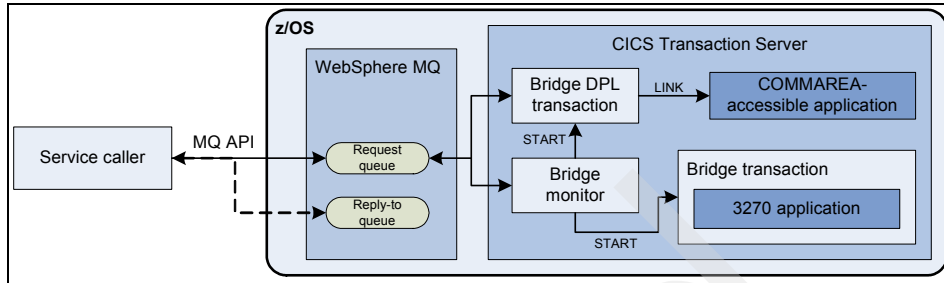 z/OS
CICS Transaction Server
WebSphere MQ
Bridge DPL
transaction
LINK
COMMAREA-
accessible application
MQ API
Service caller
Request
queue
START
Bridge transaction
Bridge
monitor
3270 application
Reply-to
queue
START